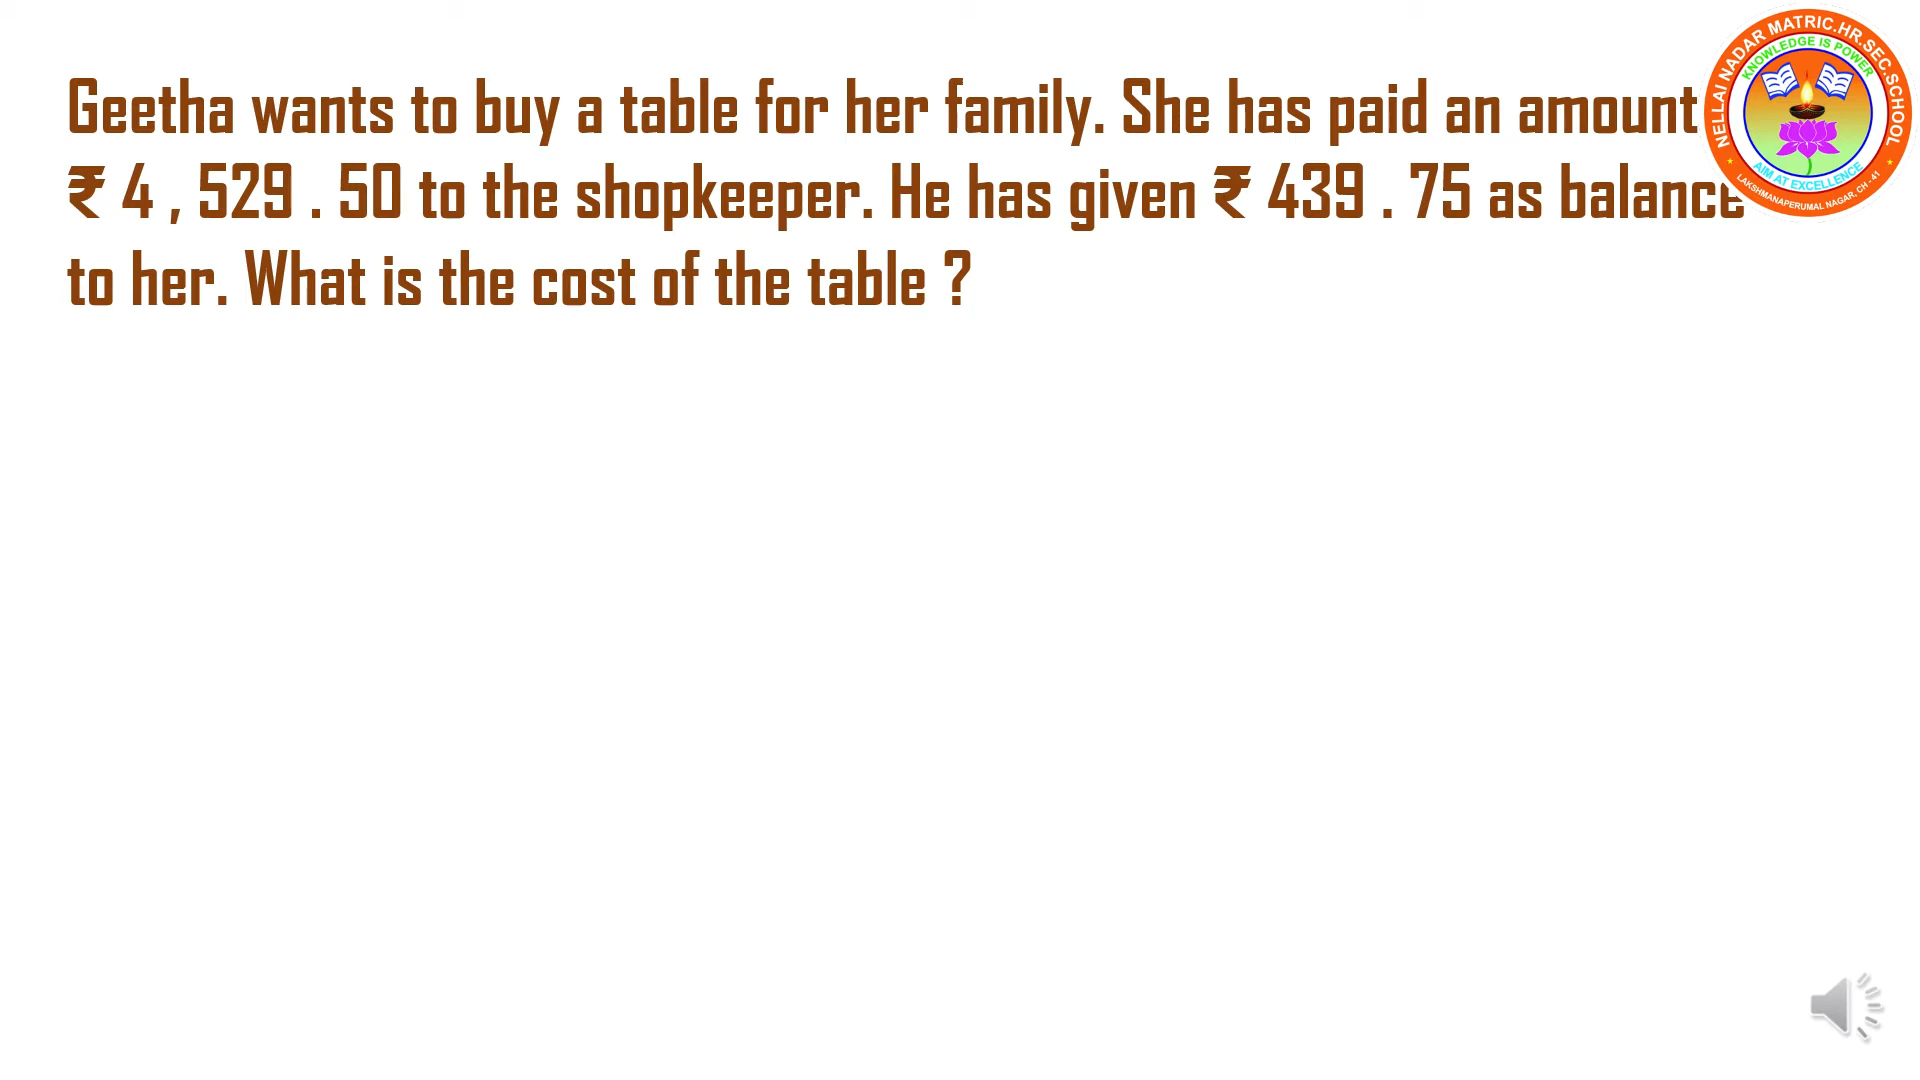 Geetha wants to buy a table for her family. She has paid an amount
₹ 4 , 529 . 50 to the shopkeeper. He has given ₹ 439 . 75 as balance
to her. What is the cost of the table ?
NELLAI NADAR MATRIC.HR.SEC.SCHOOL
KNOWLEDGE IS POWER
AIM AT EXCELLENCE
LAKSHMANAPERUMAL NAGAR, CH - 41